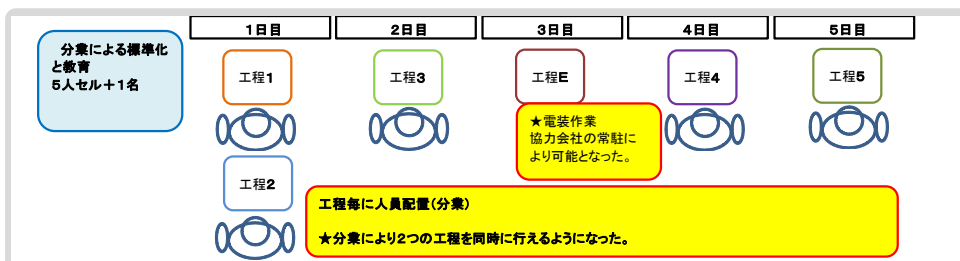 分業による標準化
と教育
5人セル+1名
1日目
2日目
3日目
4日目
5日目
工程1
工程3
工程E
工程4
工程5
★電装作業
協力会社の常駐に
より可能となった。
工程2
工程毎に人員配置(分業)
★分業により2つの工程を同時に行えるようになった。